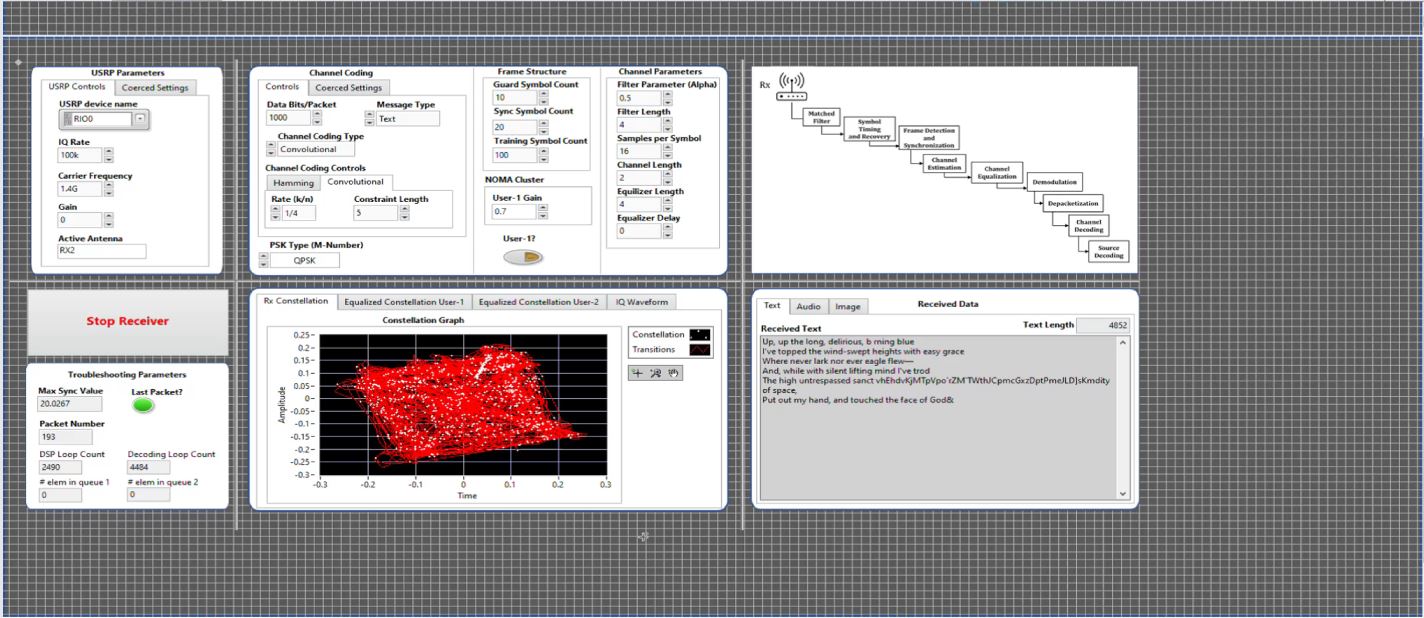 USRP Parameters
USRP Controls
Coerced Settings
USRP device name
RIO0
IQ Rate
100k
Carrier Frequency
1.4G
Gain
0
Active Antenna
RX2
Channel Coding
Controls
Coerced Settings
Data Bits/Packet
Message Type
1000
Text
Channel Coding Type
Convolutional
Channel Coding Controls
Hamming
Convolutional
Rate (k/n)
Constraint Length
1/4
5
PSK Type (M-Number)
QPSK
Frame Structure
Guard Symbol Count
10
Sync Symbol Count
20
Training Symbol Count
100
NOMA Cluster
User-1 Gain
0.7
User-1?
Channel Parameters
Filter Parameter (Alpha)
0.5
Filter Length
4
Samples per Symbol
16
Channel Length
2
Equilizer Length
4
Equalizer Delay
0
Rx
Matched
Filter
Symbol
Timing
and Recovery
Frame Detection
and
Synchronization
Channel
Estimation
Channel
Equalization
Demodulation
Depacketization
Channel
Decoding
Source
Decoding
Stop Receiver
Troubleshooting Parameters
Max Sync Value
Last Packet?
20.0267
Packet Number
193
DSP Loop Count
Decoding Loop Count
2490
4484
# elem in queue 1
# elem in queue 2
0
0
Rx Constellation
Equalized Constellation User-1
Equalized Constellation User-2
IQ Waveform
Constellation Graph
Constellation
Transitions
Amplitude
0.25
0.2
0.15
0.1
0.05
0
-0.05
-0.1
-0.15
-0.2
-0.25
-0.3
-0.3
-0.2
-0.1
0
0.1
0.2
0.3
Time
Text
Audio
Image
Received Data
Received Text
Text Length
4852
Up, up the long, delirious, b ming blue
I've topped the wind-swept heights with easy grace
Where never lark nor ever eagle flew—
And, while with silent lifting mind I've trod
The high untrespassed sanct
of space,
Put out my hand, and touched the face of God&